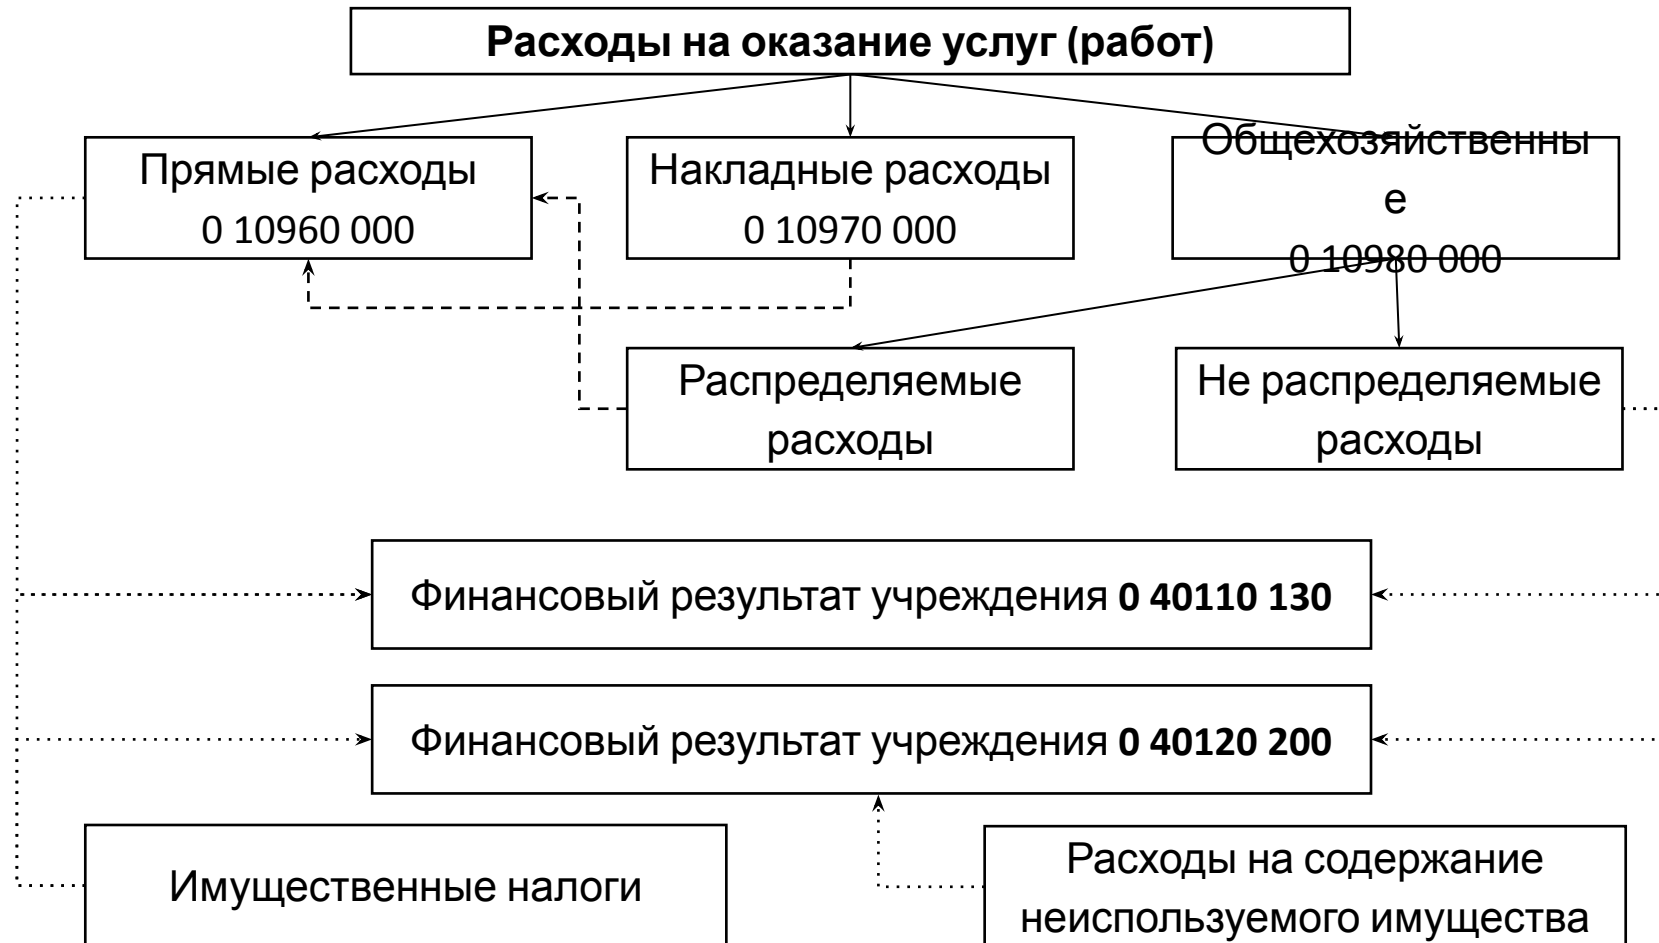 Расходы на оказание услуг (работ)
Прямые расходы
0 10960 000
Накладные расходы
0 10970 000
Общехозяйственны
е
0 10980 000
Распределяемые
расходы
Не распределяемые
расходы
Финансовый результат учреждения 0 40110 130
Финансовый результат учреждения 0 40120 200
Имущественные налоги
Расходы на содержание
неиспользуемого имущества